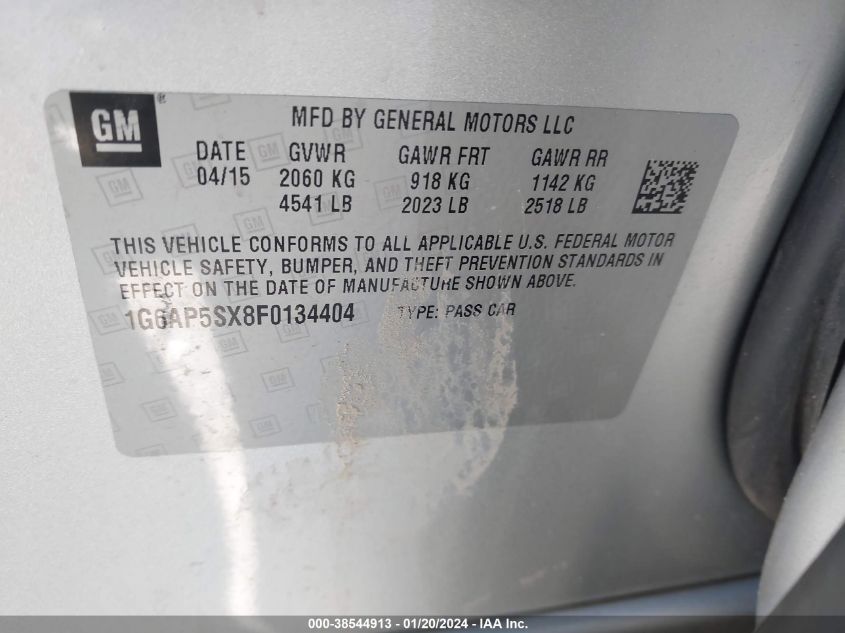 GM ®
MFD BY GENERAL MOTORS LLC
DATE GVWR GAWR FRT GAWR RR
04/15 2060 KG 918 KG 1142 KG
4541 LB 2023 LB 2518 LB
THIS VEHICLE CONFORMS TO ALL APPLICABLE U.S. FEDERAL MOTOR
VEHICLE SAFETY, BUMPER, AND THEFT PREVENTION STANDARDS IN
EFFECT ON THE DATE OF MANUFACTURE SHOWN ABOVE.
1G6AP5SX8F0134404 TYPE: PASS CAR
000-38544913 - 01/20/2024 - IAA Inc.